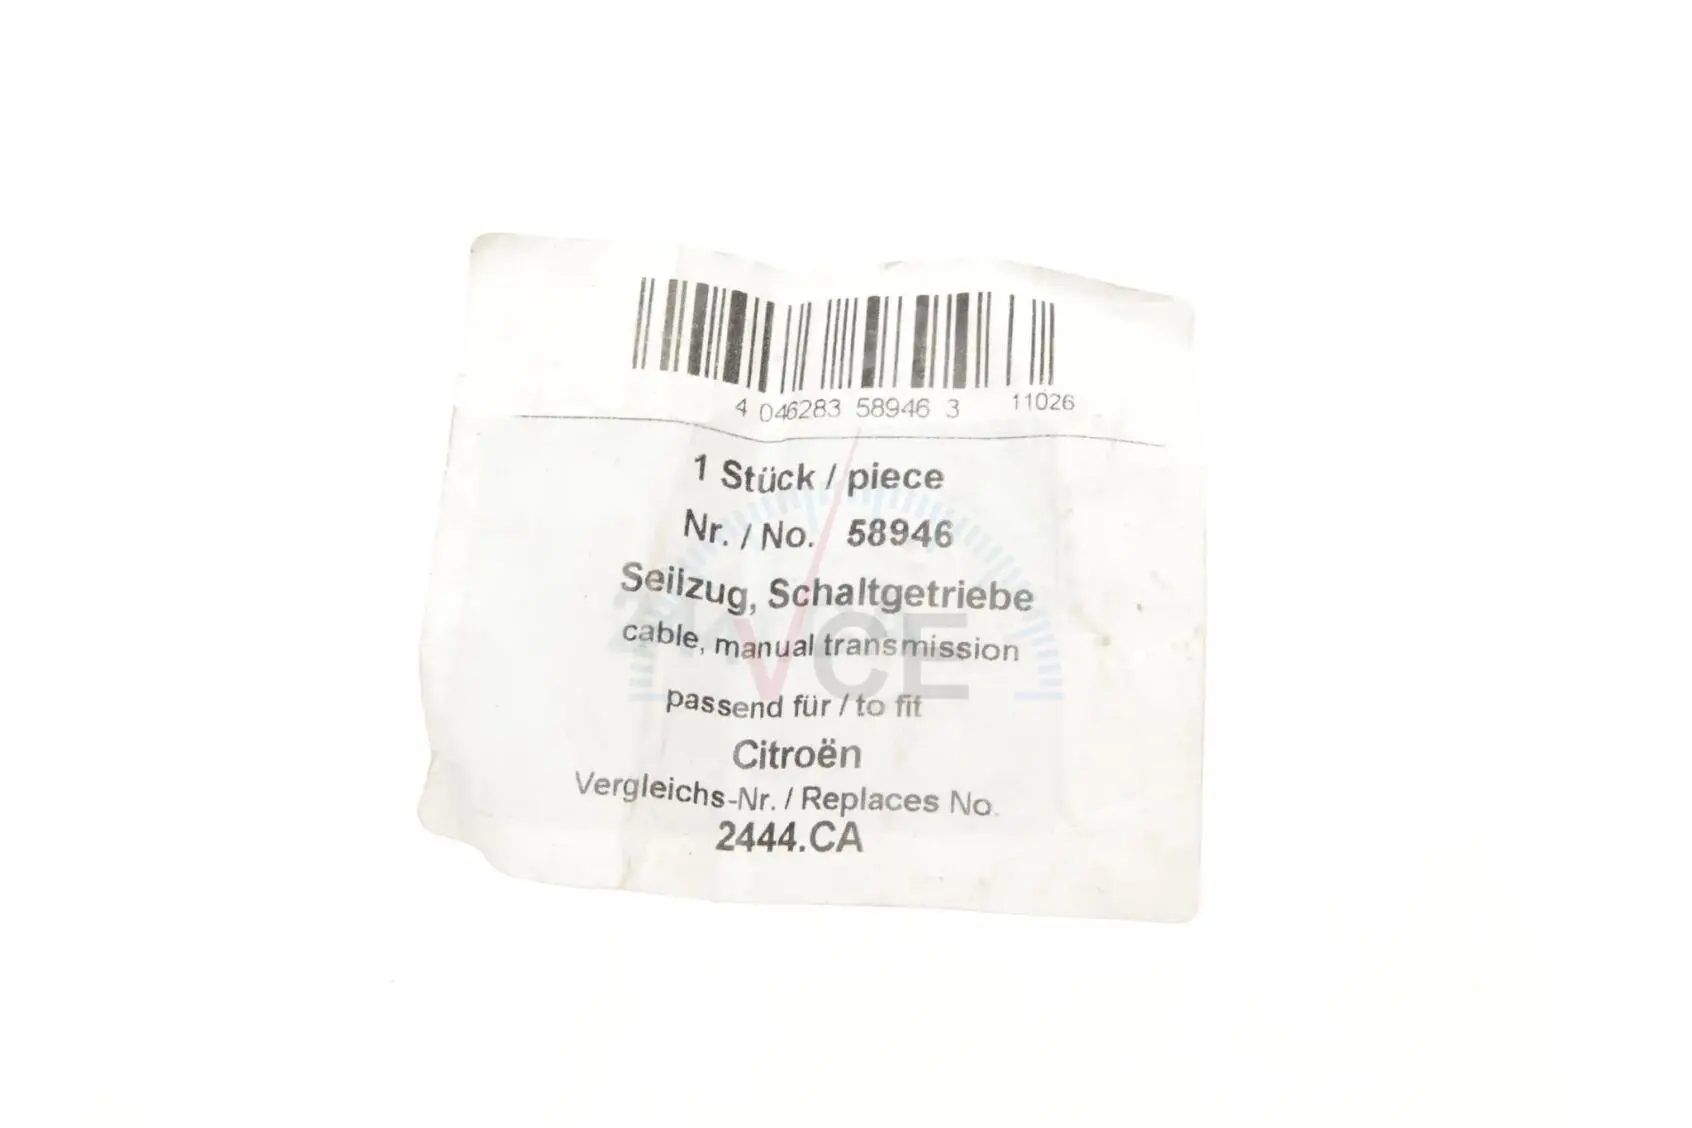 4 046283 58946 3 11026
1 Stück / piece
Nr. / No. 58946
Seilzug, Schaltgetriebe
cable, manual transmission
passend für / to fit
Citroën
Vergleichs-Nr. / Replaces No.
2444.CA